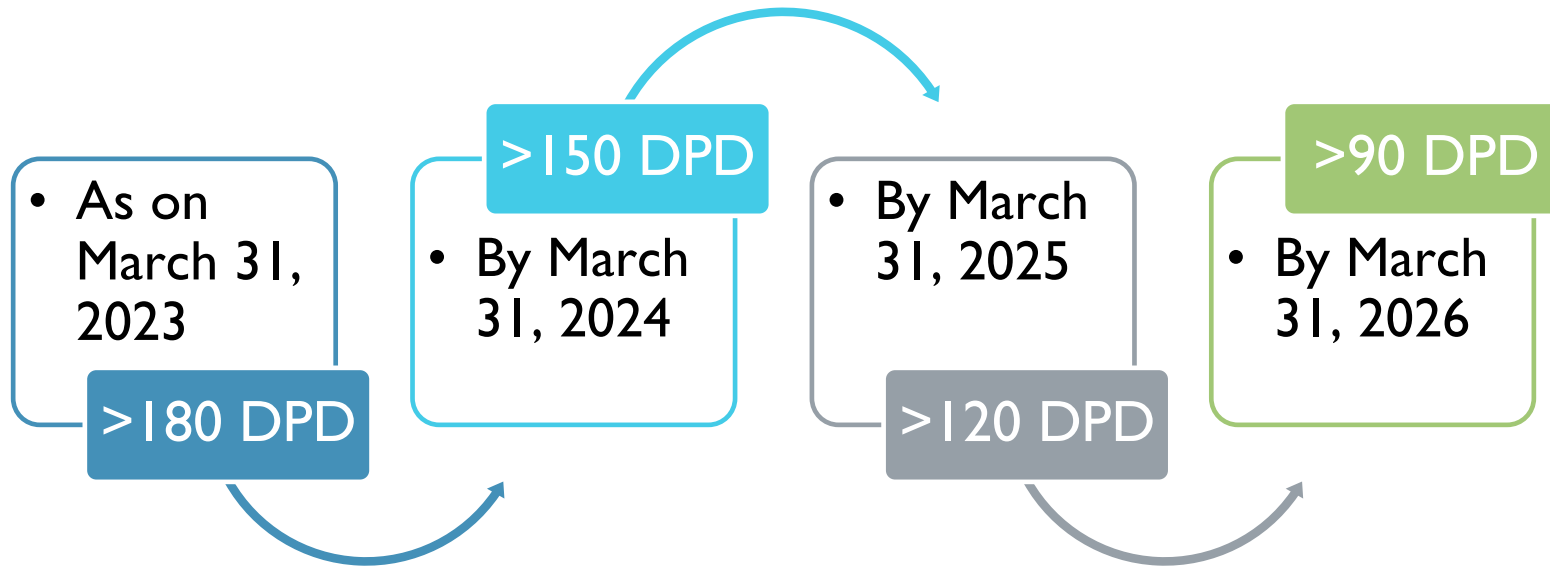 • As on
March 31,
2023
>180 DPD
>150 DPD
• By March
31, 2024
• By March
31, 2025
>120 DPD
>90 DPD
• By March
31, 2026